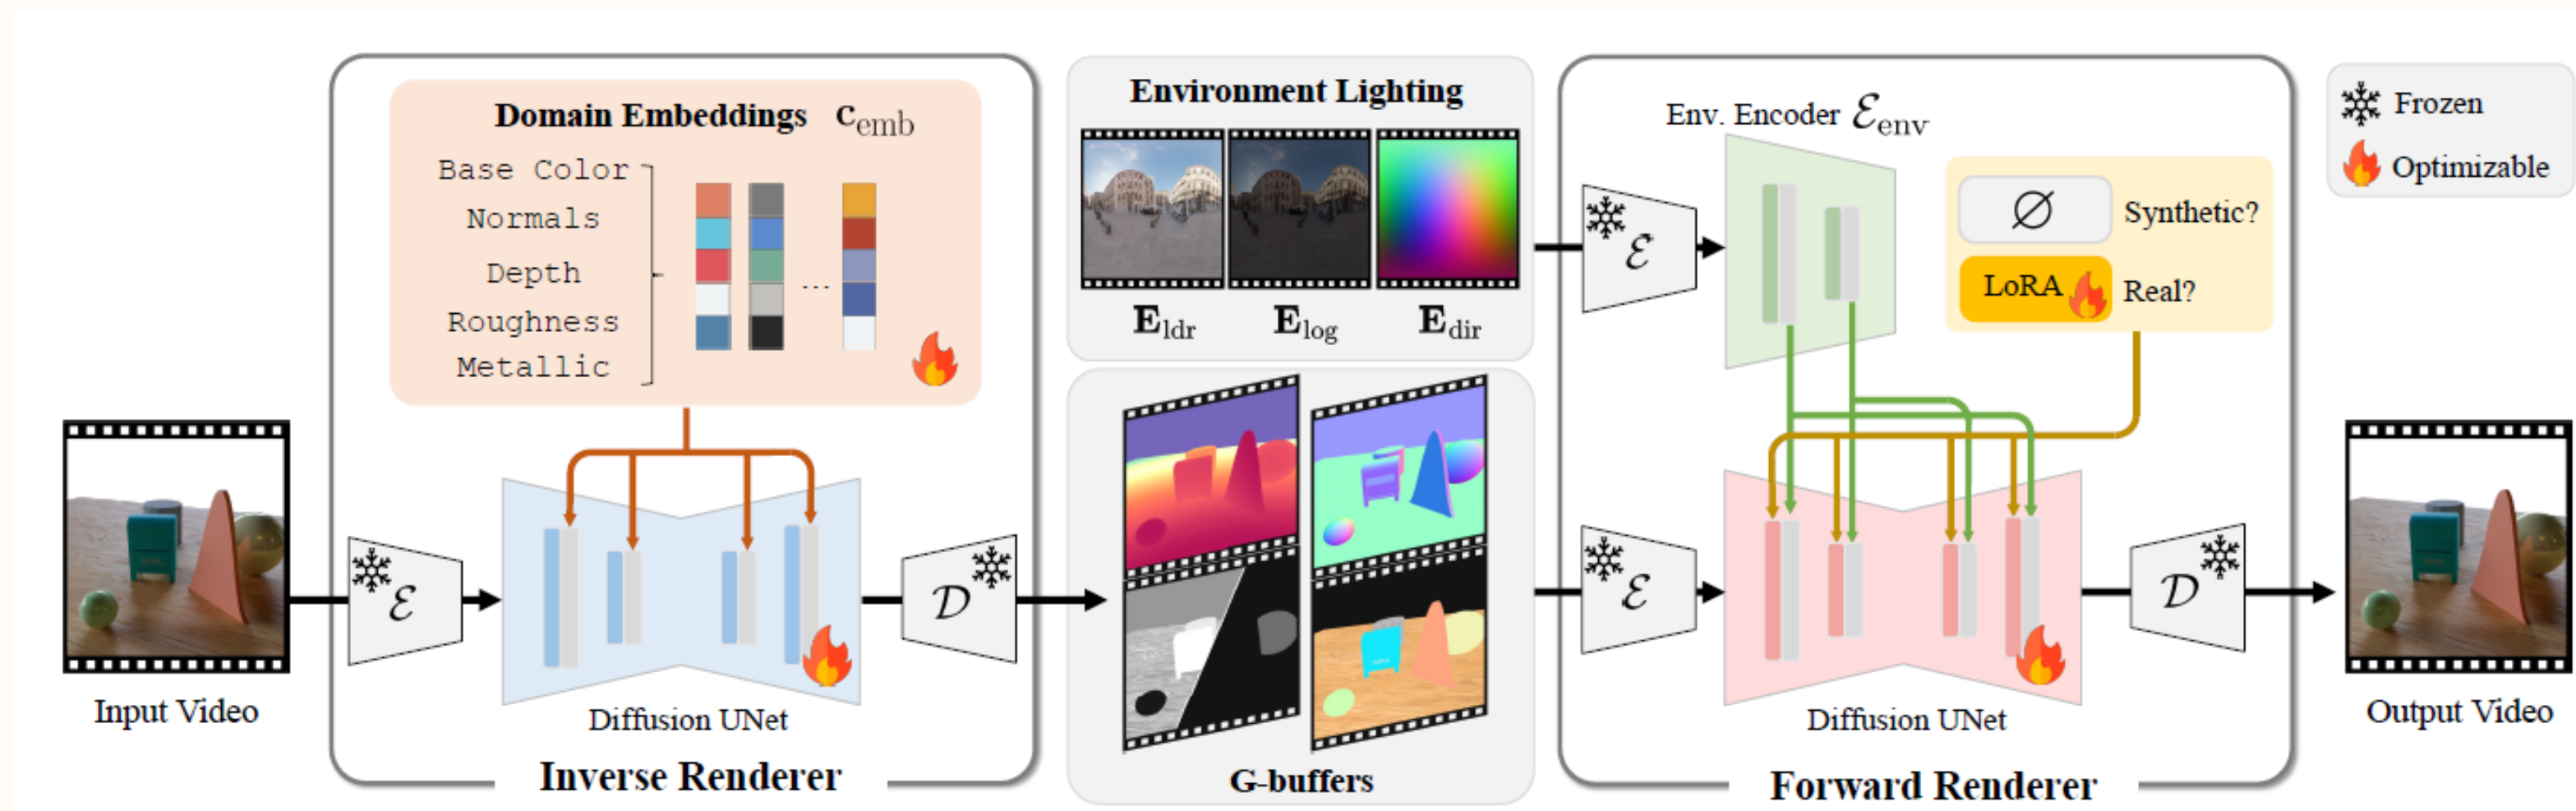 Domain Embeddings c_emb
Base Color
Normals
Depth
Roughness
Metallic
...
Input Video
ℰ
Diffusion UNet
𝒟
Inverse Renderer
Environment Lighting
E_ldr E_log E_dir
G-buffers
Env. Encoder ℰ_env
ℰ
∅ Synthetic?
LoRA Real?
ℰ
Diffusion UNet
𝒟
Forward Renderer
Frozen
Optimizable
Output Video